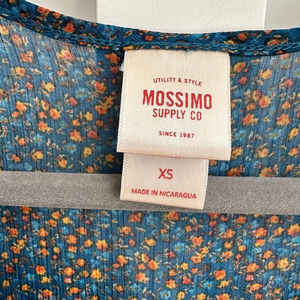 UTILITY & STYLE
MOSSIMO
SUPPLY CO
SINCE 1987
XS
MADE IN NICARAGUA